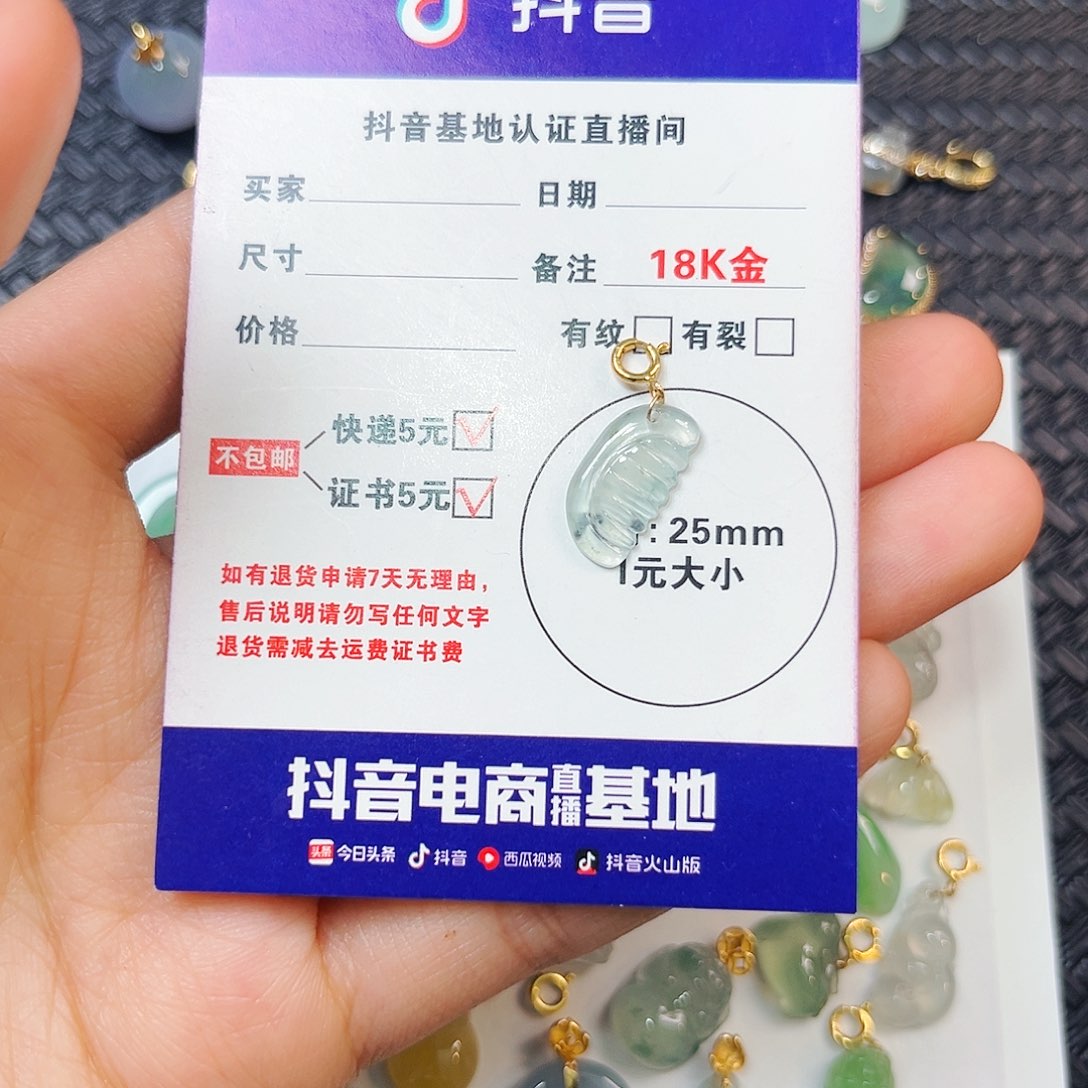 抖音
抖音基地认证直播间
买家 日期
尺寸 备注 18K金
价格 有纹 有裂
不包邮
快递5元
证书5元
: 25mm
1元大小
如有退货申请7天无理由,
售后说明请勿写任何文字
退货需减去运费证书费
抖音电商直播基地
头条 今日头条 抖音 西瓜视频 抖音火山版